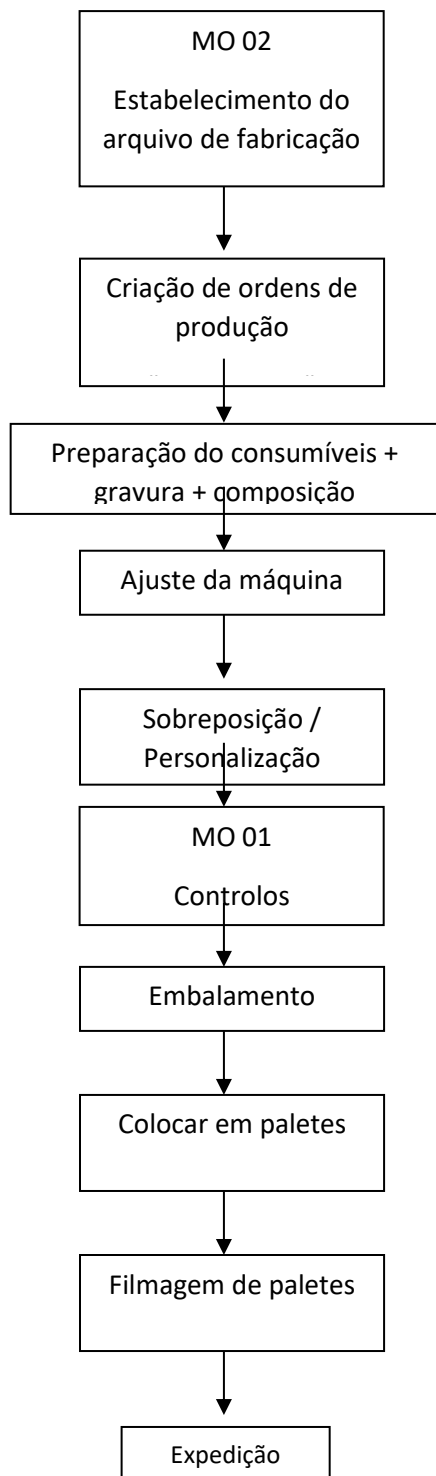 MO 02
Estabelecimento do
arquivo de fabricação
Criação de ordens de
produção
Preparação do consumíveis +
gravura + composição
Ajuste da máquina
Sobreposição /
Personalização
MO 01
Controlos
Embalamento
Colocar em paletes
Filmagem de paletes
Expedição